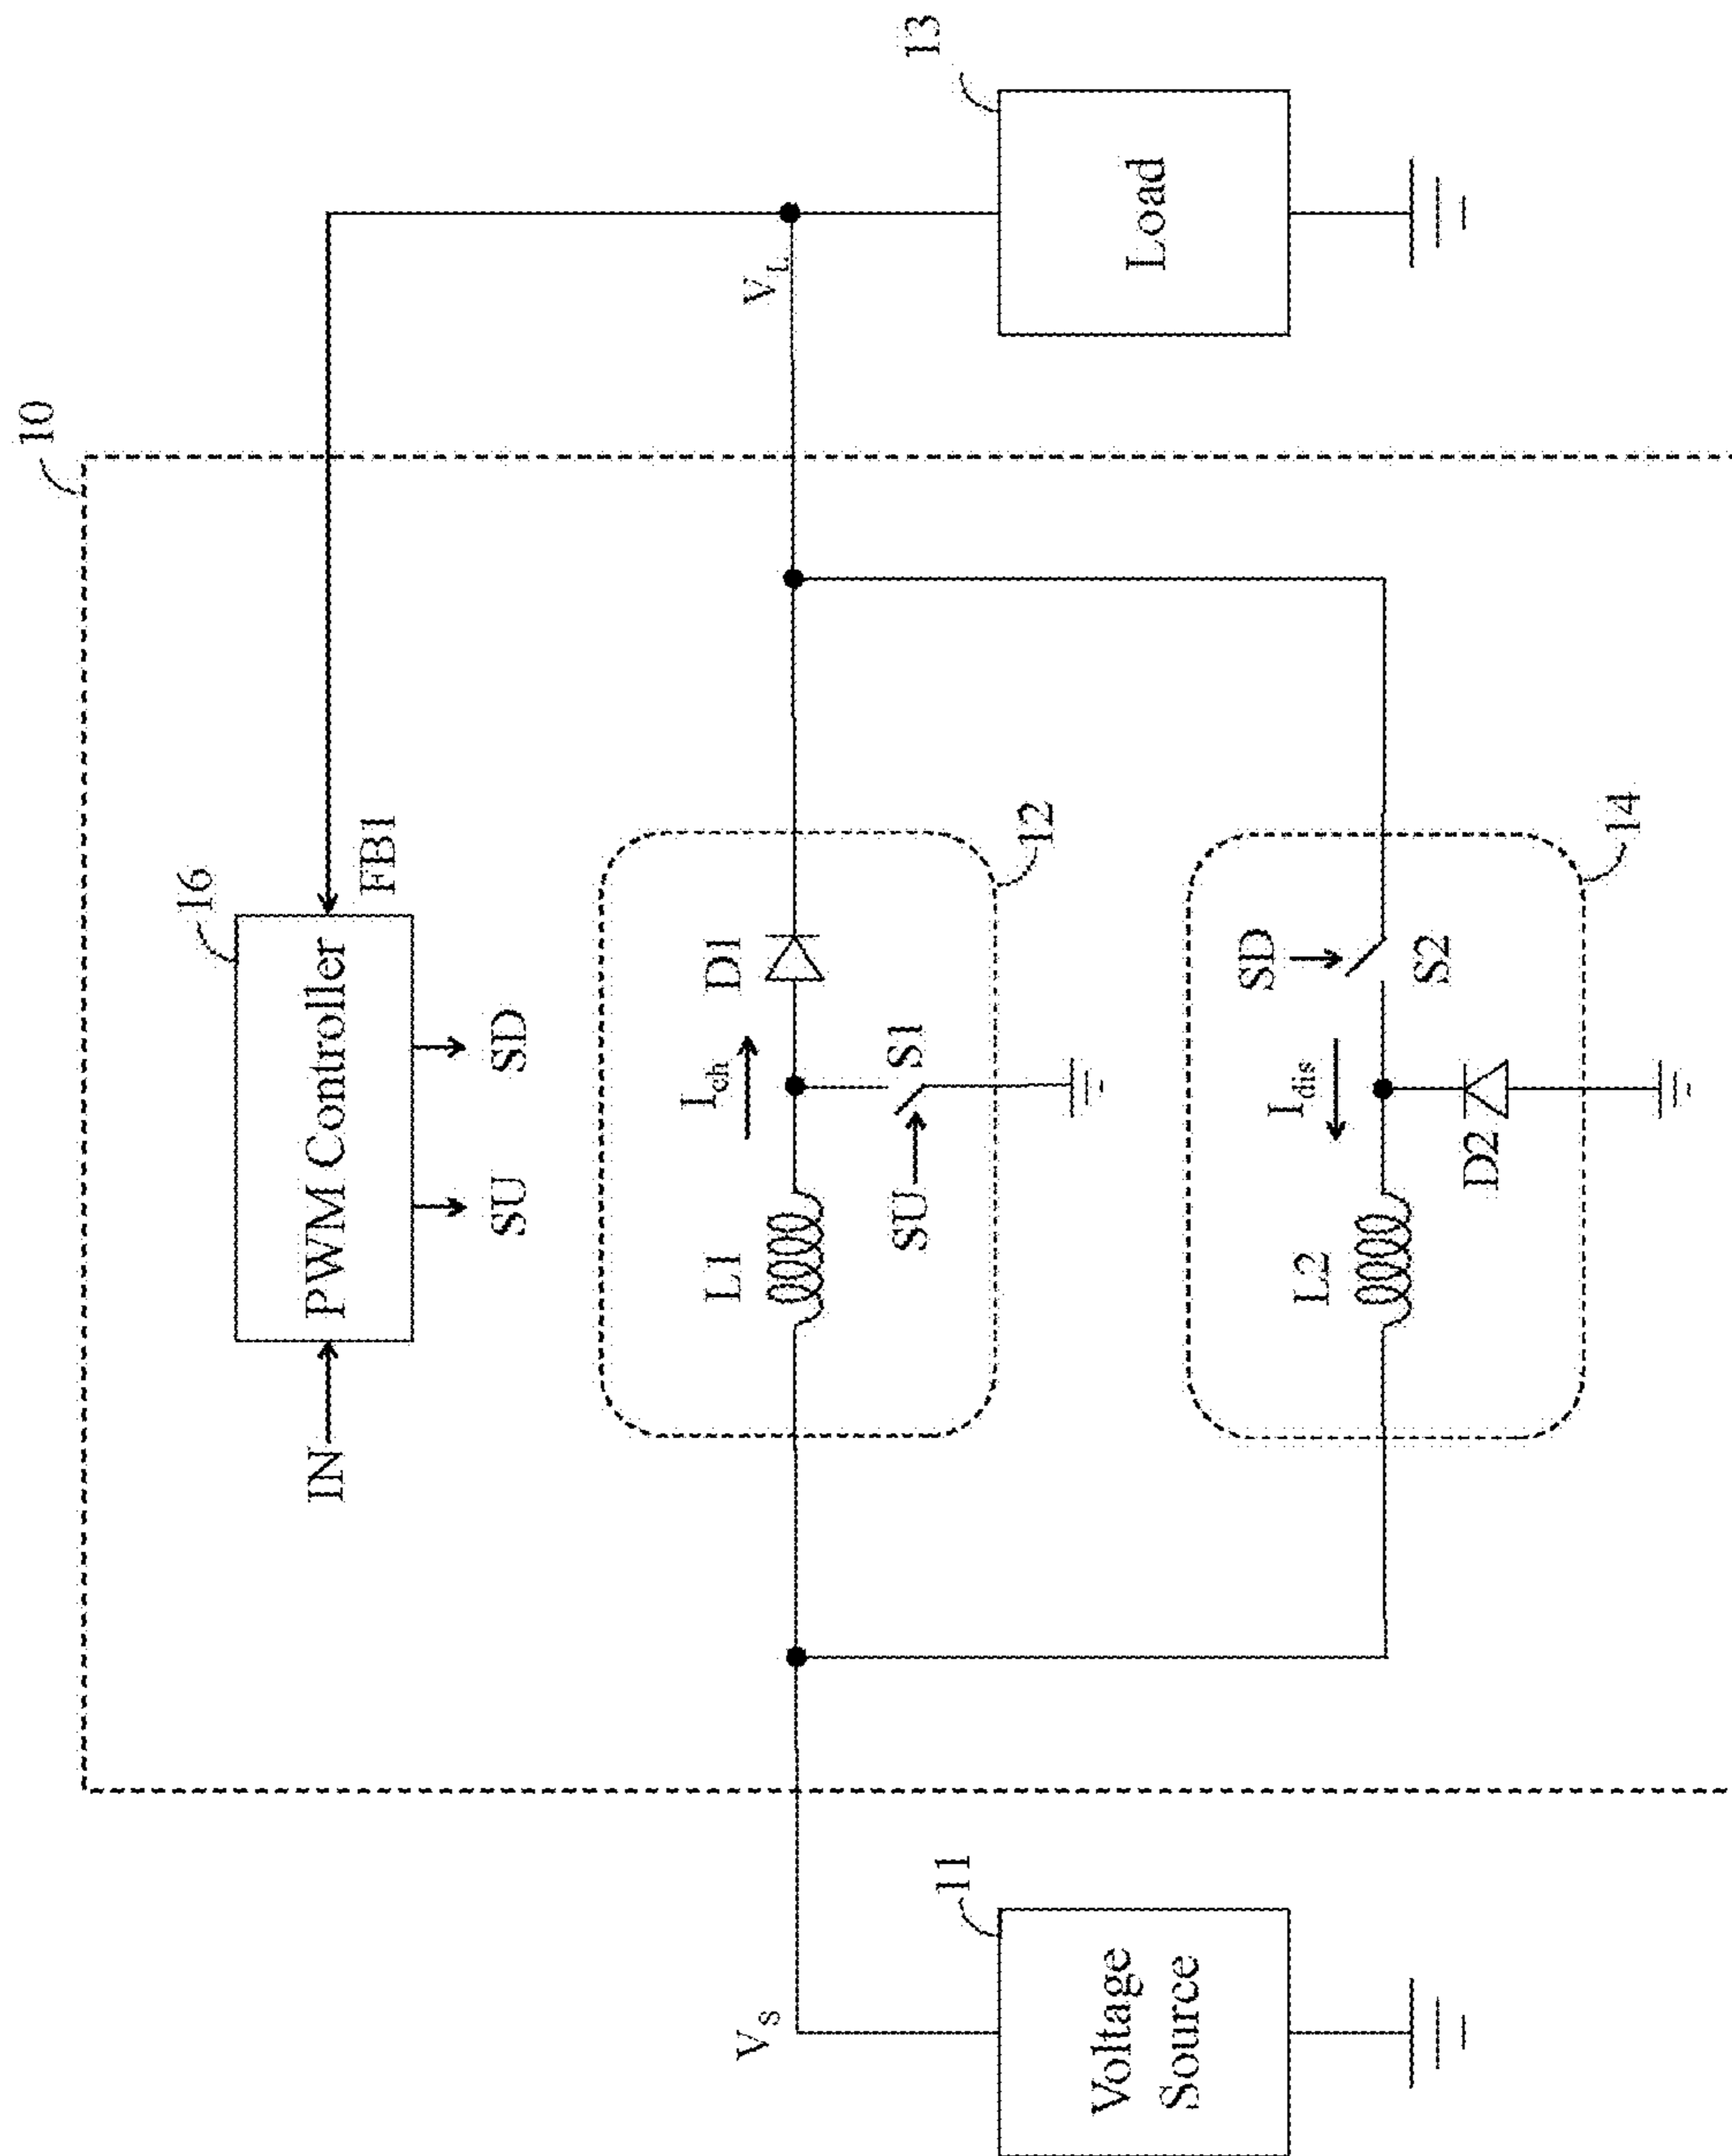 10
16
IN
PWM Controller
FB1
SU
SD
V_S
L1
I_ch
D1
V_L
SU
S1
12
11
Voltage
Source
13
Load
L2
I_dis
SD
D2
S2
14